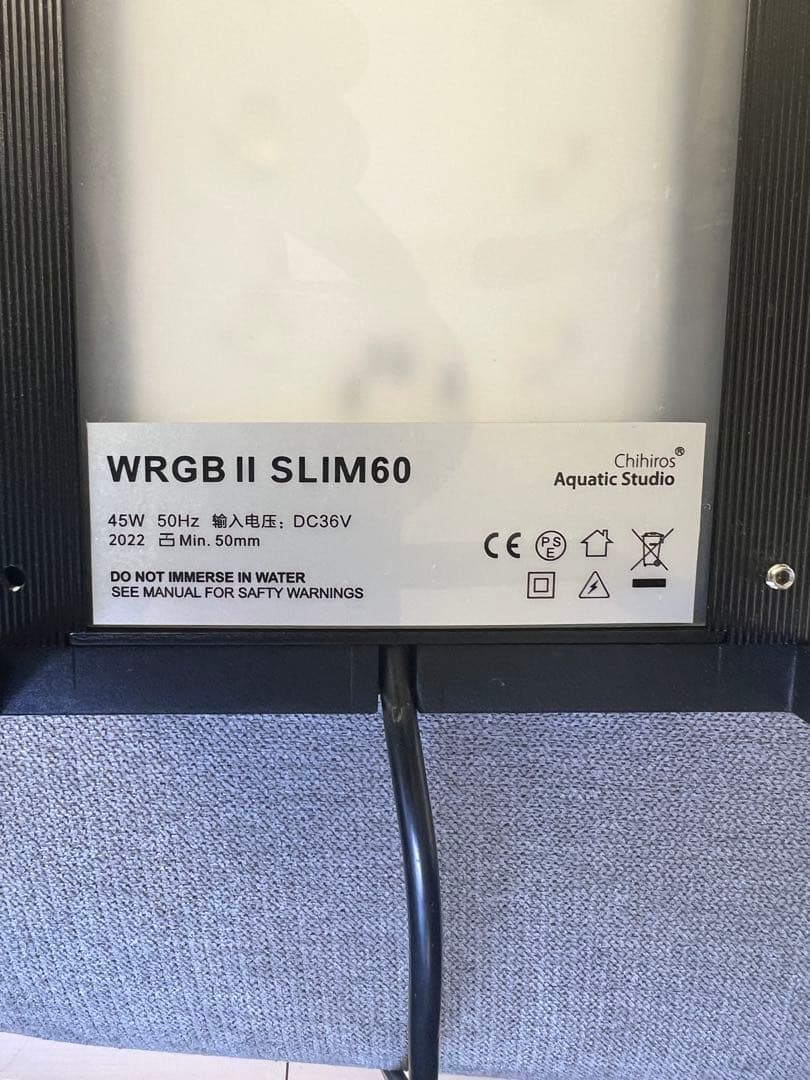 WRGB II SLIM60
Chihiros®
Aquatic Studio
45W 50Hz 输入电压: DC36V
2022 Min. 50mm
CE PSE
DO NOT IMMERSE IN WATER
SEE MANUAL FOR SAFTY WARNINGS